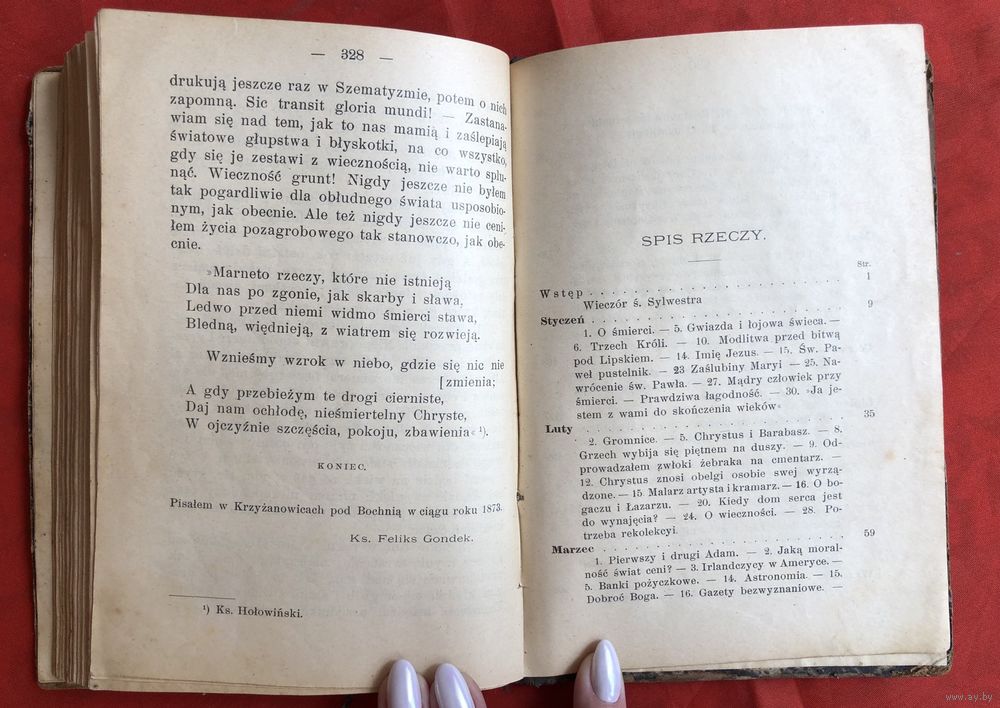 — 328 —
drukują jeszcze raz w Szematyzmie, potem o nich
zapomną. Sic transit gloria mundi! — Zastana-
wiam się nad tem, jak to nas mamią i zaślepiają
światowe głupstwa i błyskotki, na co wszystko,
gdy się je zestawi z wiecznością, nie warto splu-
nąć. Wieczność grunt! Nigdy jeszcze nie byłem
tak pogardliwie dla obłudnego świata usposobio-
nym, jak obecnie. Ale też nigdy jeszcze nie ceni-
łem życia pozagrobowego tak stanowczo, jak obe-
cnie.
»Marneto rzeczy, które nie istnieją
Dla nas po zgonie, jak skarby i sława,
Ledwo przed niemi widmo śmierci stawa,
Bledną, więdnieją, z wiatrem się rozwieją.
Wznieśmy wzrok w niebo, gdzie się nic nie
[zmienia;
A gdy przebieżym te drogi cierniste,
Daj nam ochłodę, nieśmiertelny Chryste,
W ojczyźnie szczęścia, pokoju, zbawienia« ¹).
KONIEC.
Pisałem w Krzyżanowicach pod Bochnią w ciągu roku 1873.
Ks. Feliks Gondek.
¹) Ks. Hołowiński.
SPIS RZECZY.
Str.
Wstęp . . . . . . . . . . . . . . . . . . 1
Wieczór ś. Sylwestra
Styczeń . . . . . . . . . . . . . . . . . . 9
1. O śmierci. — 5. Gwiazda i łojowa świeca. —
6. Trzech Króli. — 10. Modlitwa przed bitwą
pod Lipskiem. — 14. Imię Jezus. — 15. Św. Pa-
weł pustelnik. — 23 Zaślubiny Maryi — 25. Na-
wrócenie św. Pawła. — 27. Mądry człowiek przy
śmierci. — Prawdziwa łagodność. — 30. »Ja je-
stem z wami do skończenia wieków«
Luty . . . . . . . . . . . . . . . . . . 35
2. Gromnice. — 5. Chrystus i Barabasz. — 8.
Grzech wybija się piętnem na duszy. — 9. Od-
prowadzałem zwłoki żebraka na cmentarz. —
12. Chrystus znosi obelgi osobie swej wyrzą-
dzone. — 15. Malarz artysta i kramarz. — 16. O bo-
gaczu i Łazarzu. — 20. Kiedy dom serca jest
do wynajęcia? — 24. O wieczności. — 28. Po-
trzeba rekolekcyi.
Marzec . . . . . . . . . . . . . . . . . . 59
1. Pierwszy i drugi Adam. — 2. Jaką moral-
ność świat ceni? — 3. Irlandczycy w Ameryce. —
5. Banki pożyczkowe. — 14. Astronomia. — 15.
Dobroć Boga. — 16. Gazety bezwyznaniowe. —
www.ay.by